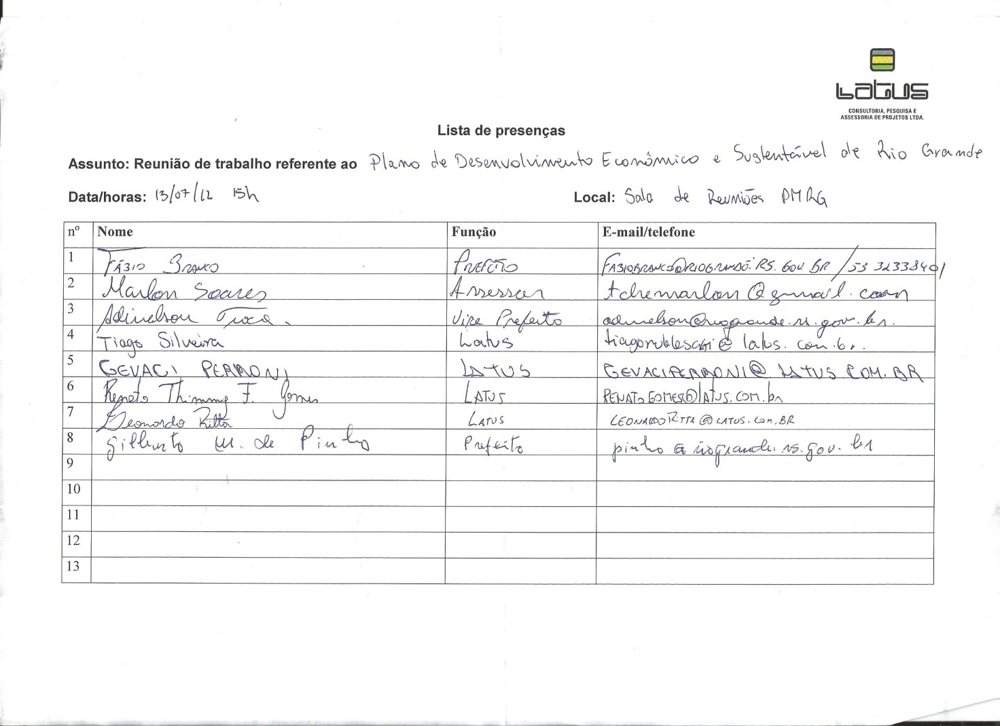 Latus
CONSULTORIA, PESQUISA E
ASSESSORIA DE PROJETOS LTDA.
Lista de presenças
Assunto: Reunião de trabalho referente ao Plano de Desenvolvimento Econômico e Sustentável de Rio Grande
Data/horas: 13/07/12 15h Local: Sala de Reuniões PMRG
nº Nome Função E-mail/telefone
1 FÁBIO BRANCO PREFEITO FABIOBRANCO@RIOGRANDE.RS.GOV.BR / 53 32338401
2 Marlon Soares Assessor tchemarlon@gmail.com
3 Adinelson Troca. Vice Prefeito adinelson@riogrande.rs.gov.br.
4 Tiago Silveira Latus @latus.com.br.
5 GEVACI PERRONI LATUS GEVACIPERRONI@LATUS.COM.BR
6 Renato Thimmy F. Gomes LATUS RENATOGOMES@LATUS.COM.br
7 Leonardo Ritta LATUS LEONARDORITTA@LATUS.COM.BR
8 Gilberto M. de Pinho Prefeito pinho@riogrande.rs.gov.br
9
10
11
12
13